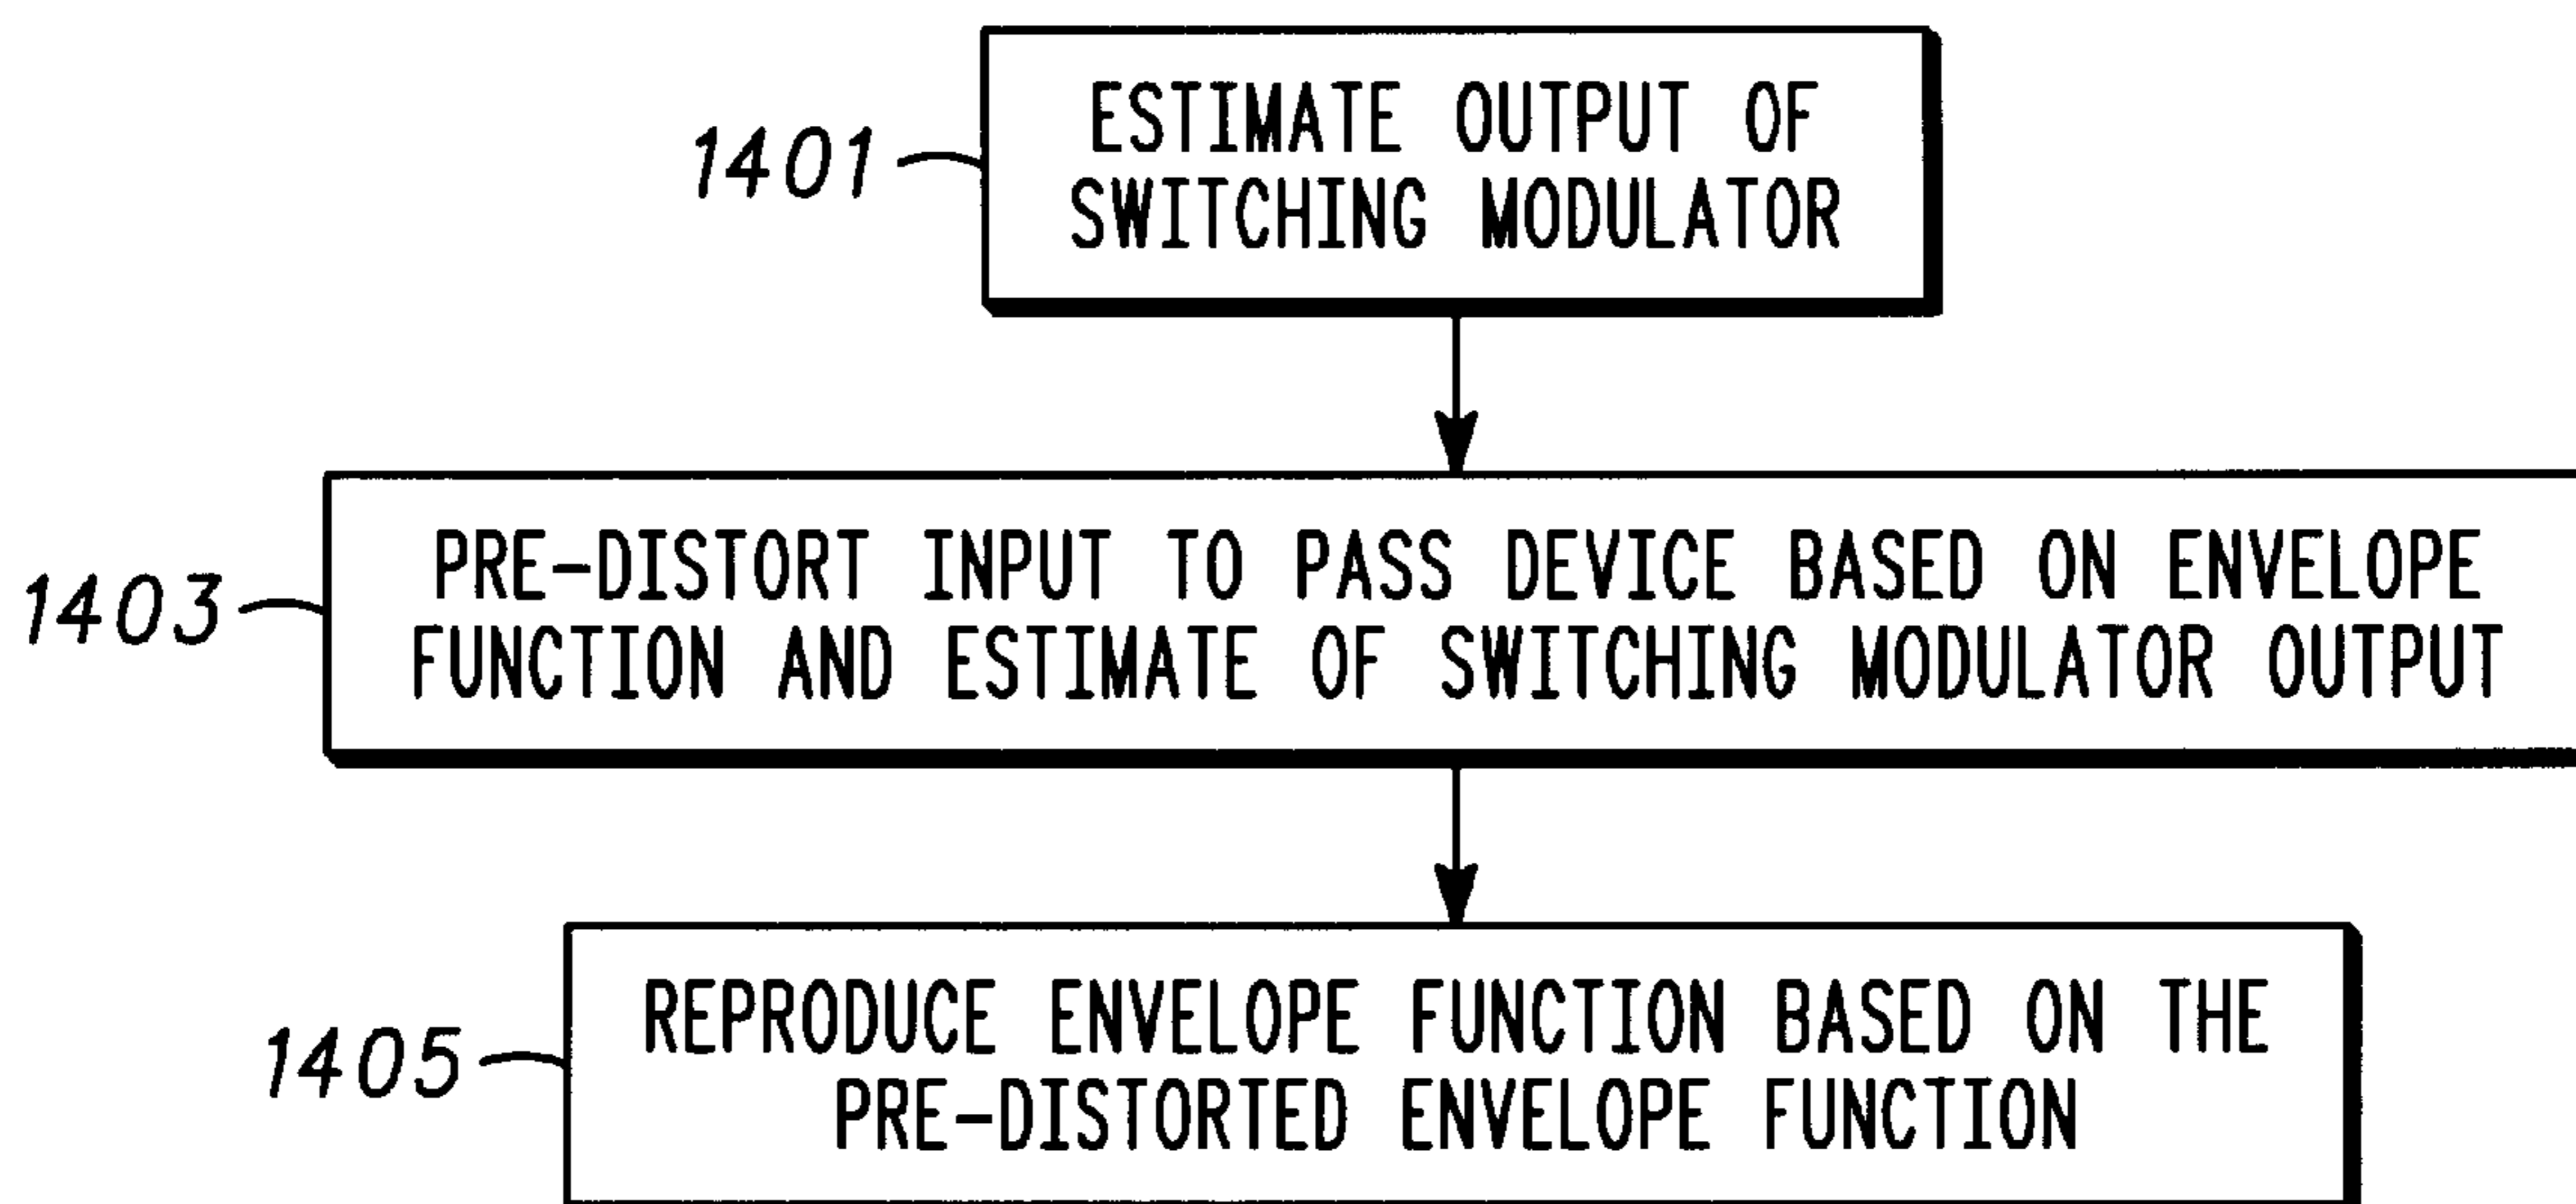 1401
ESTIMATE OUTPUT OF
SWITCHING MODULATOR
1403
PRE-DISTORT INPUT TO PASS DEVICE BASED ON ENVELOPE
FUNCTION AND ESTIMATE OF SWITCHING MODULATOR OUTPUT
1405
REPRODUCE ENVELOPE FUNCTION BASED ON THE
PRE-DISTORTED ENVELOPE FUNCTION